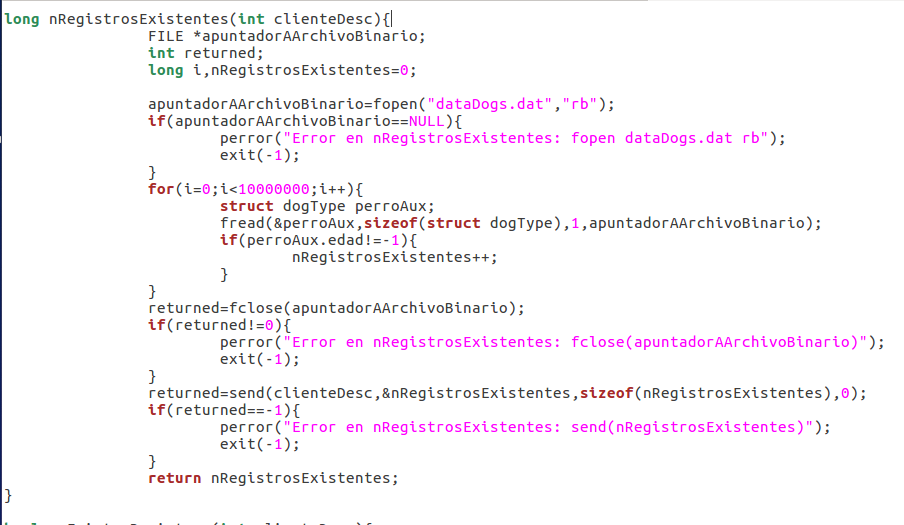 long nRegistrosExistentes(int clienteDesc){
FILE *apuntadorAArchivoBinario;
int returned;
long i,nRegistrosExistentes=0;
apuntadorAArchivoBinario=fopen("dataDogs.dat","rb");
if(apuntadorAArchivoBinario==NULL){
perror("Error en nRegistrosExistentes: fopen dataDogs.dat rb");
exit(-1);
}
for(i=0;i<10000000;i++){
struct dogType perroAux;
fread(&perroAux,sizeof(struct dogType),1,apuntadorAArchivoBinario);
if(perroAux.edad!=-1){
nRegistrosExistentes++;
}
}
returned=fclose(apuntadorAArchivoBinario);
if(returned!=0){
perror("Error en nRegistrosExistentes: fclose(apuntadorAArchivoBinario)");
exit(-1);
}
returned=send(clienteDesc,&nRegistrosExistentes,sizeof(nRegistrosExistentes),0);
if(returned==-1){
perror("Error en nRegistrosExistentes: send(nRegistrosExistentes)");
exit(-1);
}
return nRegistrosExistentes;
}